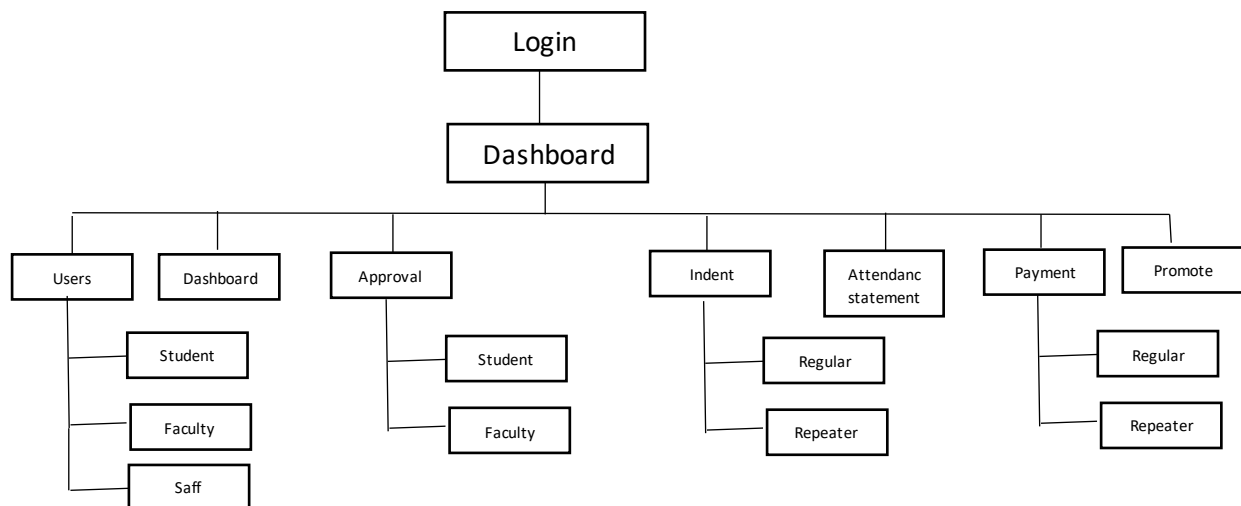 Login
Dashboard
Users
Dashboard
Approval
Indent
Attendanc
statement
Payment
Promote
Student
Faculty
Saff
Student
Faculty
Regular
Repeater
Regular
Repeater